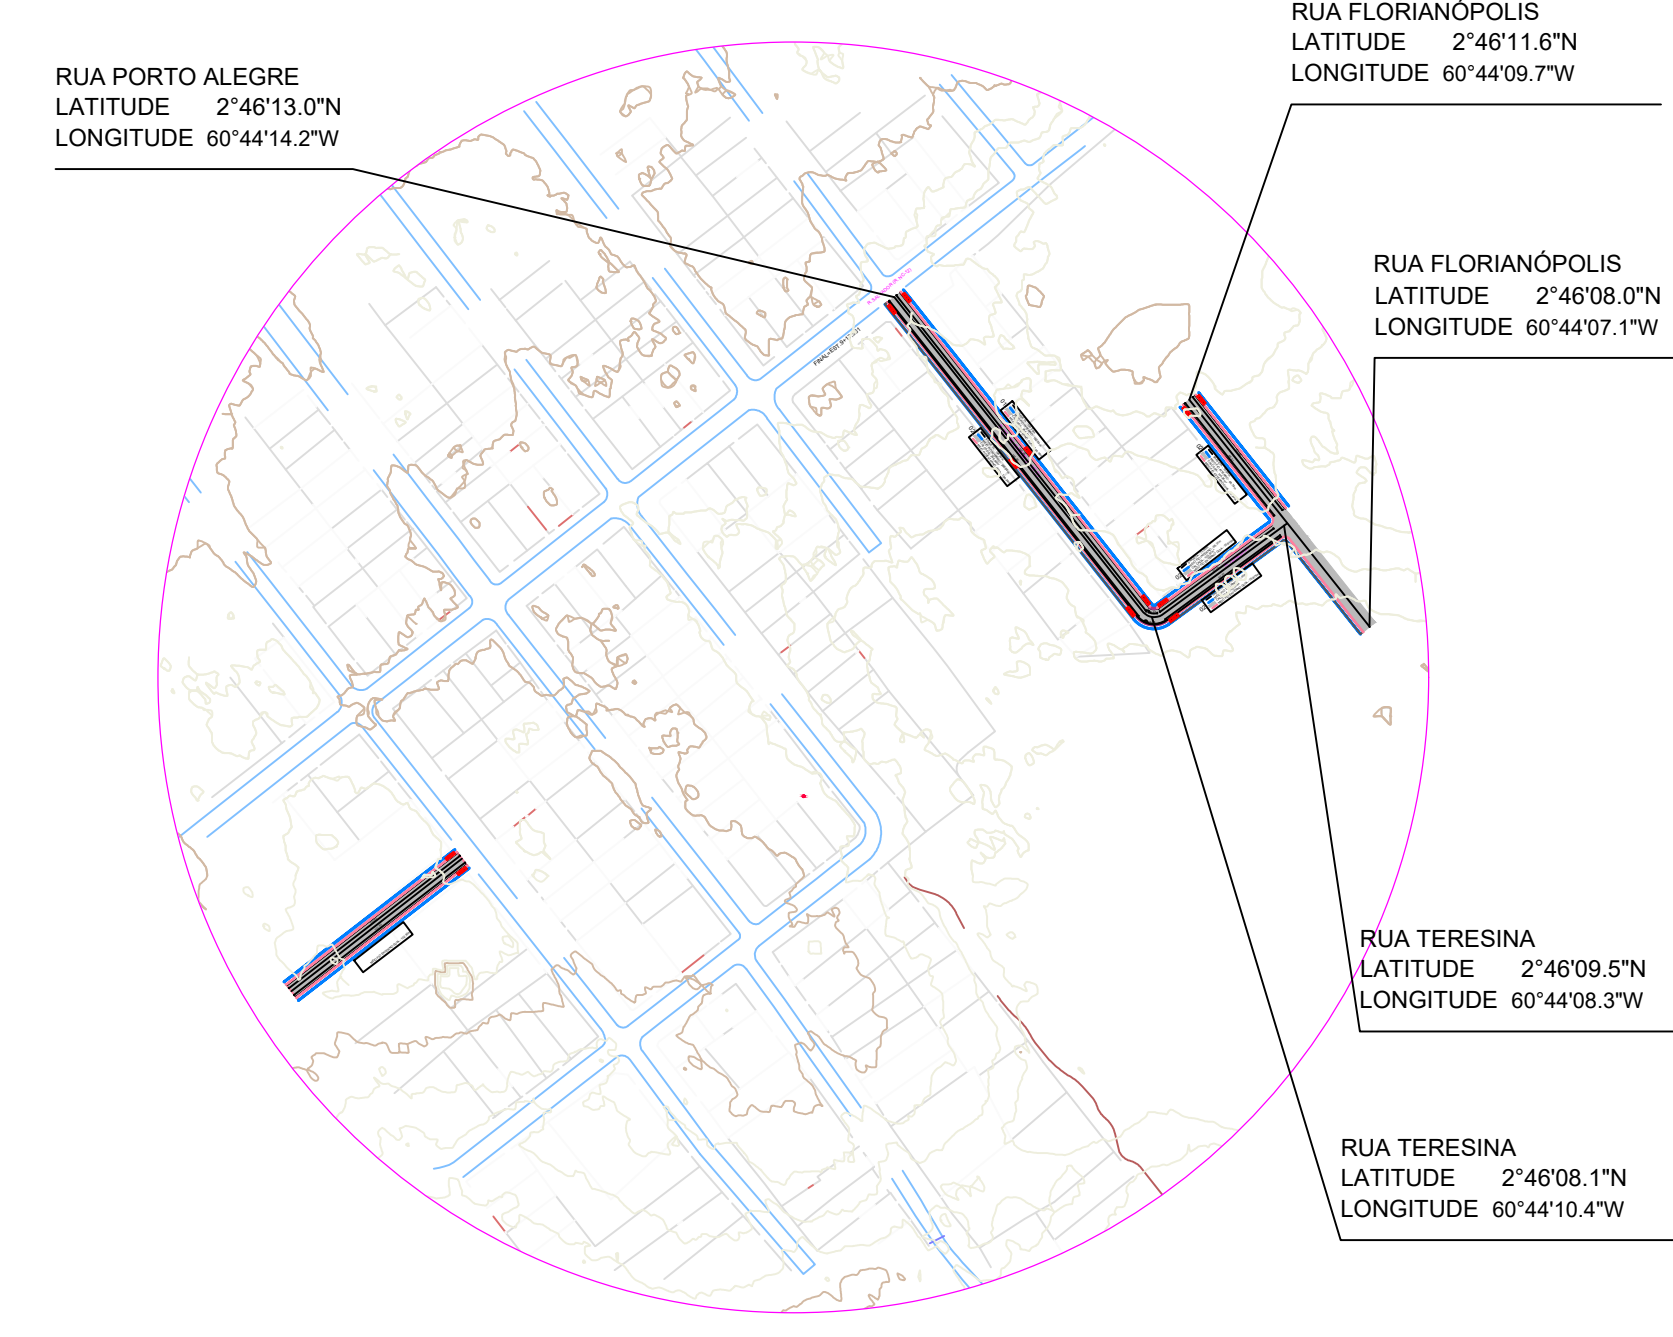 RUA FLORIANÓPOLIS
LATITUDE 2°46'11.6"N
LONGITUDE 60°44'09.7"W
RUA PORTO ALEGRE
LATITUDE 2°46'13.0"N
LONGITUDE 60°44'14.2"W
RUA FLORIANÓPOLIS
LATITUDE 2°46'08.0"N
LONGITUDE 60°44'07.1"W
RUA TERESINA
LATITUDE 2°46'09.5"N
LONGITUDE 60°44'08.3"W
RUA TERESINA
LATITUDE 2°46'08.1"N
LONGITUDE 60°44'10.4"W